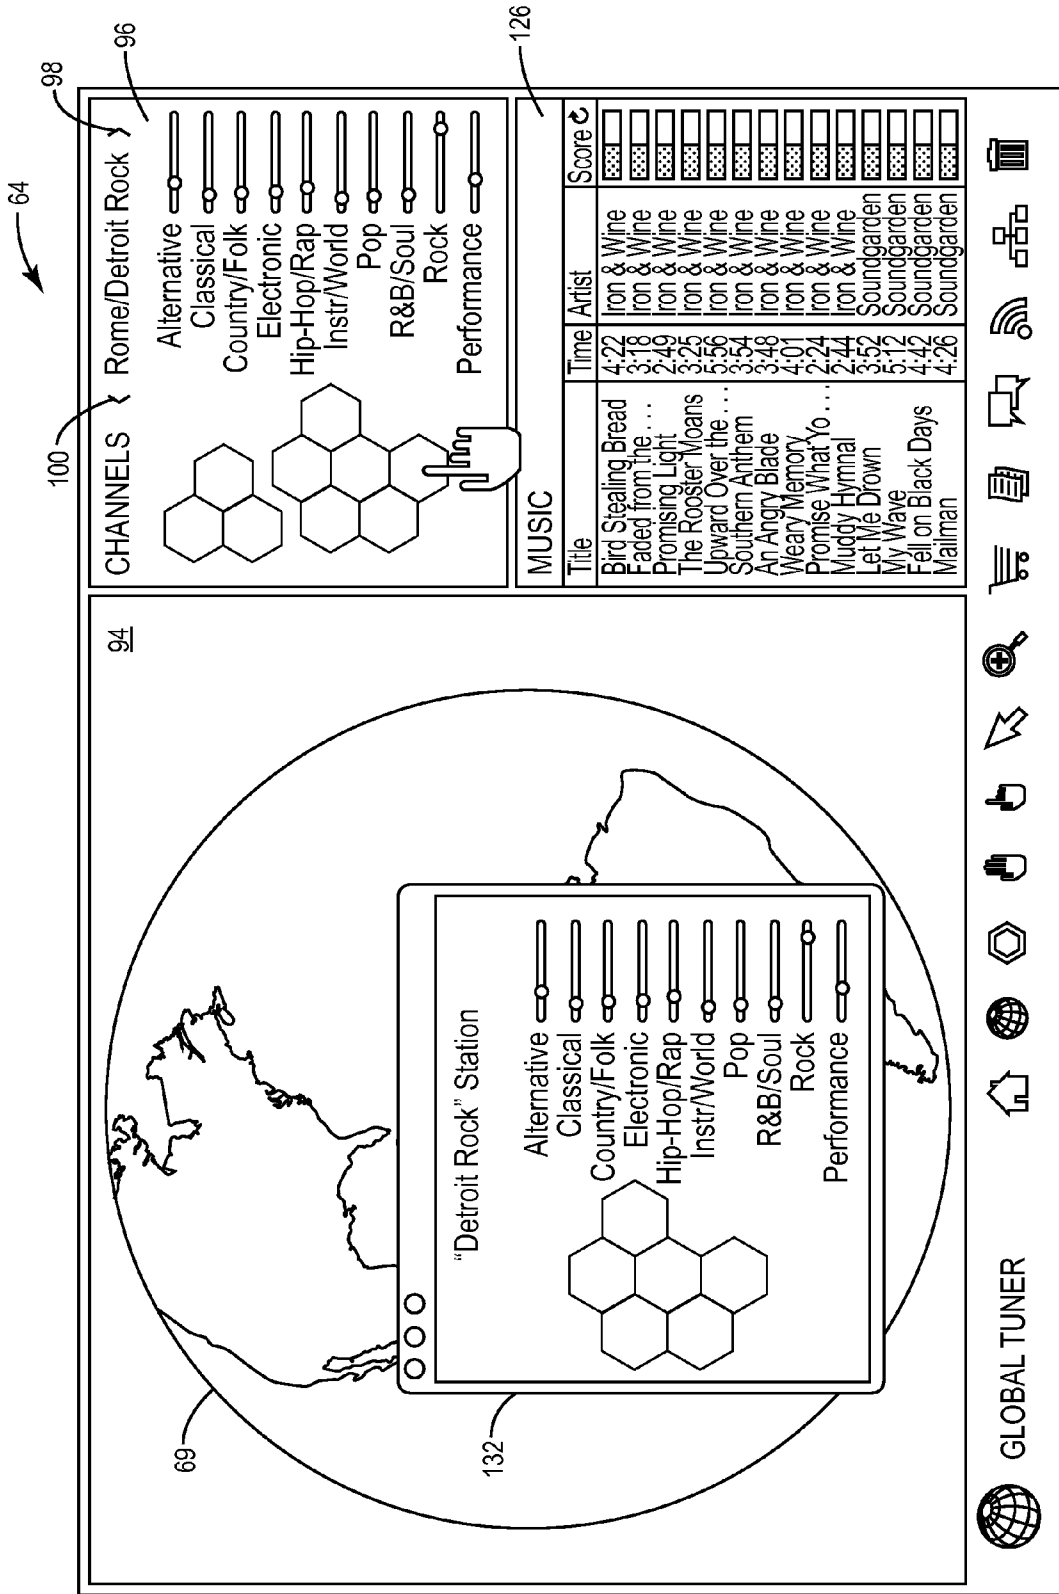 64
100
98
96
CHANNELS ‹ Rome/Detroit Rock ›
Alternative
Classical
Country/Folk
Electronic
Hip-Hop/Rap
Instr/World
Pop
R&B/Soul
Rock
Performance
126
MUSIC
Title Time Artist Score
Bird Stealing Bread 4:22 Iron & Wine
Faded from the ... 3:18 Iron & Wine
Promising Light 2:49 Iron & Wine
The Rooster Moans 3:25 Iron & Wine
Upward Over the ... 5:56 Iron & Wine
Southern Anthem 3:54 Iron & Wine
An Angry Blade 3:48 Iron & Wine
Weary Memory 4:01 Iron & Wine
Promise What Yo... 2:24 Iron & Wine
Muddy Hymnal 2:44 Iron & Wine
Let Me Drown 3:52 Soundgarden
My Wave 5:12 Soundgarden
Fell on Black Days 4:42 Soundgarden
Mailman 4:26 Soundgarden
94
69
132
"Detroit Rock" Station
Alternative
Classical
Country/Folk
Electronic
Hip-Hop/Rap
Instr/World
Pop
R&B/Soul
Rock
Performance
GLOBAL TUNER